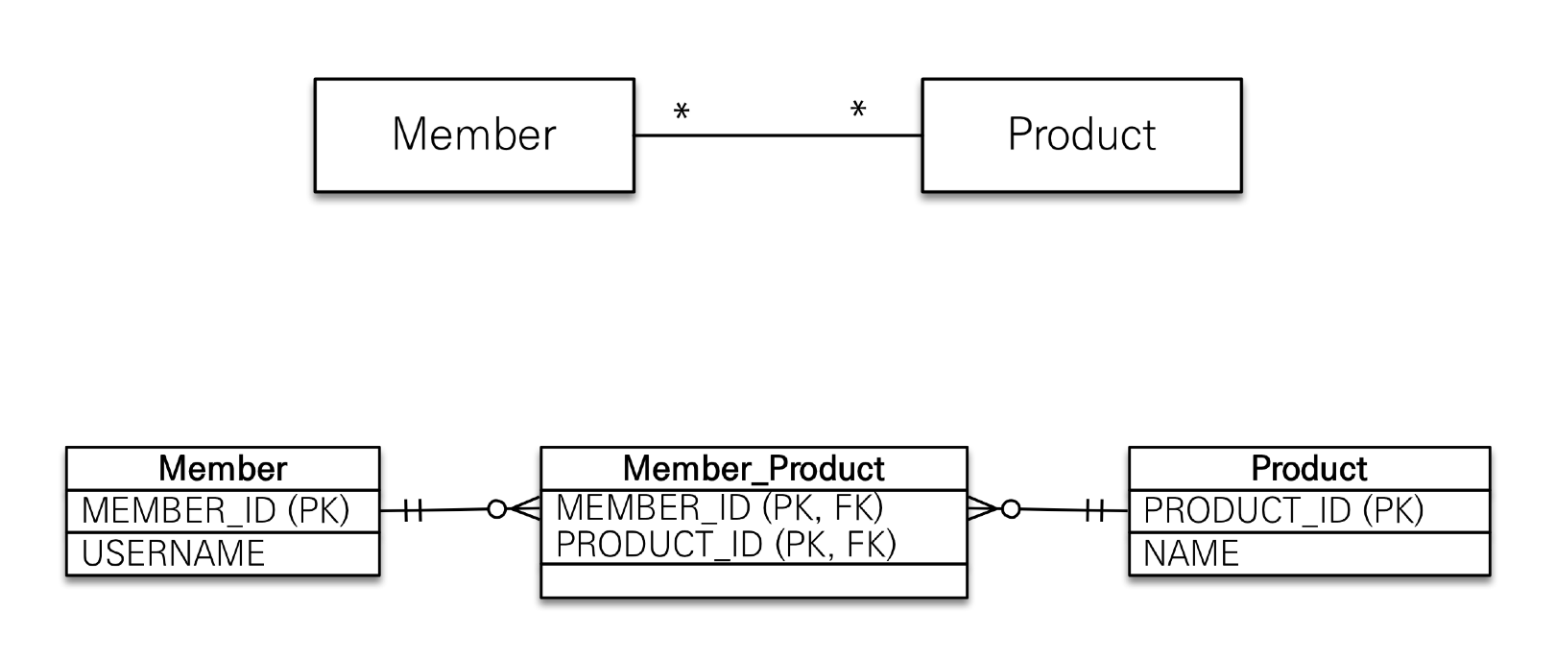 Member
*
*
Product
Member
MEMBER_ID (PK)
USERNAME
Member_Product
MEMBER_ID (PK, FK)
PRODUCT_ID (PK, FK)
Product
PRODUCT_ID (PK)
NAME